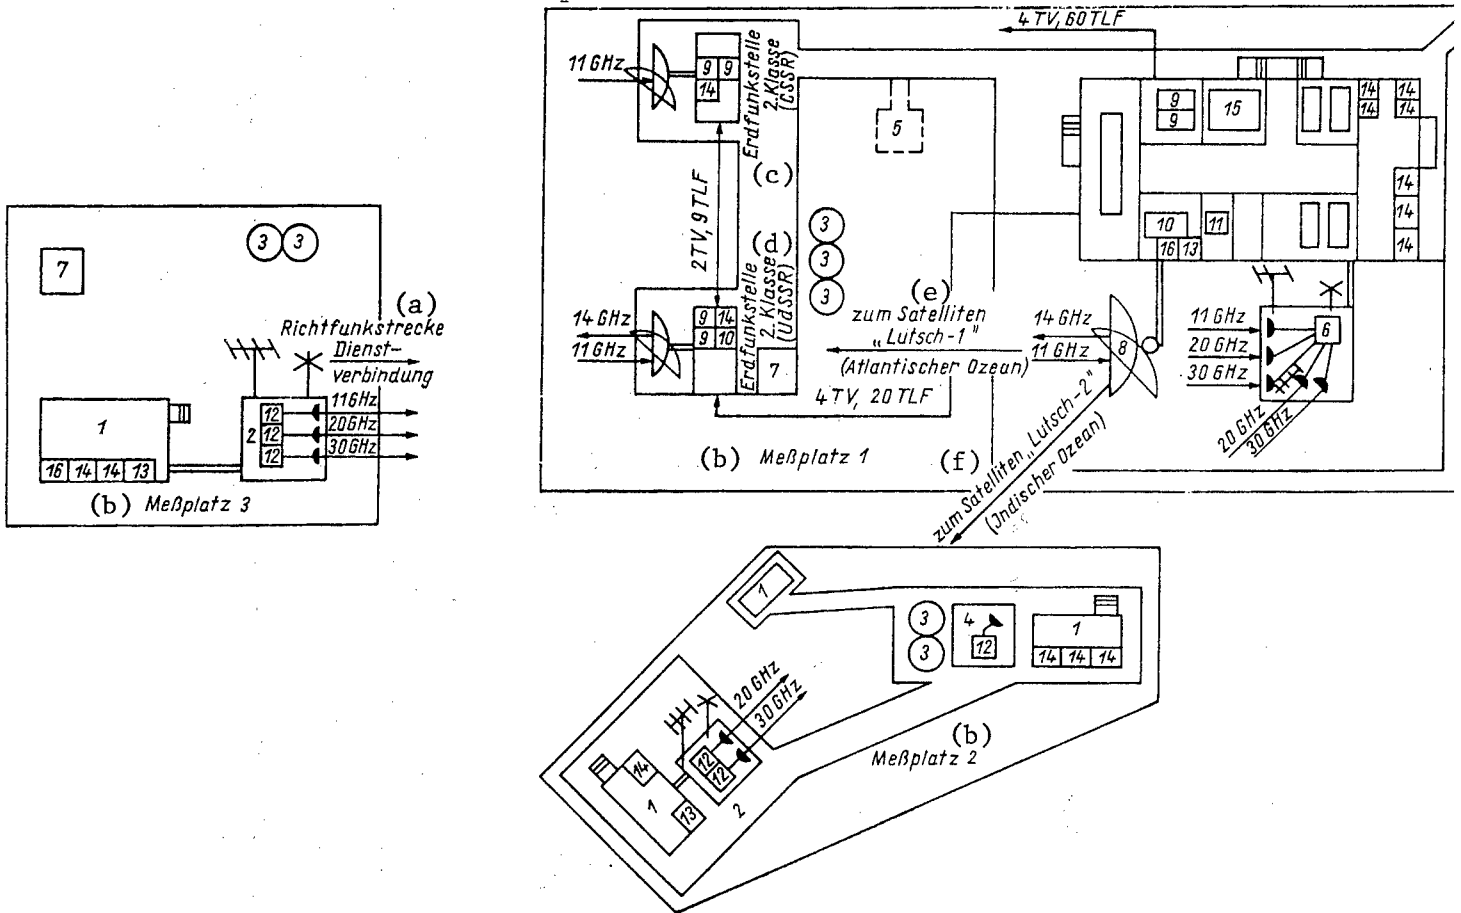 4 TV, 60 TLF
11 GHz
9 9
14
Erdfunkstelle
2. Klasse
(CSSR)
(c)
5
9
9
15
14 14
14 14
14
14
14
2 TV, 9 TLF
(d)
3
3
3
10
11
16 13
7
3 3
(a)
Richtfunkstrecke
Dienst-
verbindung
11 GHz
20 GHz
30 GHz
1
2
12
12
12
16 14 14 13
(b) Meßplatz 3
14 GHz
11 GHz
9 14
9 10
Erdfunkstelle
2. Klasse
(UdSSR)
7
(e)
zum Satelliten
„Lutsch-1"
(Atlantischer Ozean)
4 TV, 20 TLF
14 GHz
11 GHz
8
11 GHz
20 GHz
30 GHz
6
20 GHz
30 GHz
(b) Meßplatz 1
(f)
zum Satelliten „Lutsch-2"
(Indischer Ozean)
1
3
3
4
12
1
14 14 14
20 GHz
30 GHz
12
12
14
1
13
2
(b)
Meßplatz 2